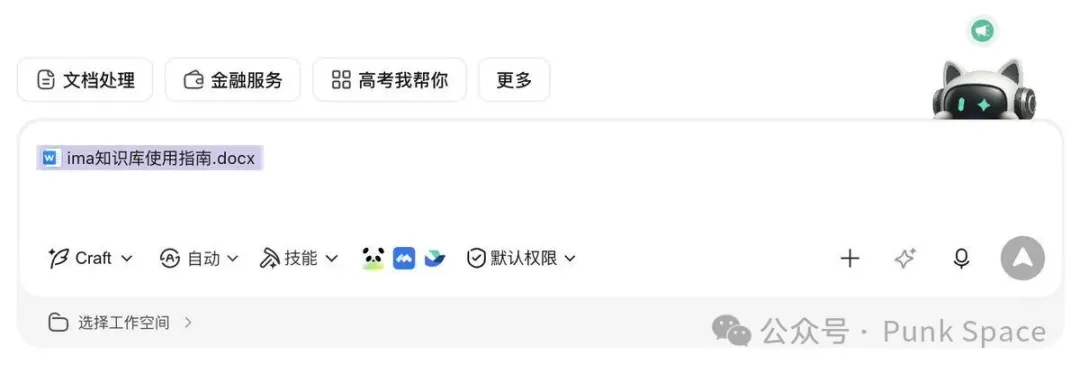 文档处理 金融服务 高考我帮你 更多
ima知识库使用指南.docx
Craft 自动 技能 默认权限
选择工作空间
公众号 · Punk Space